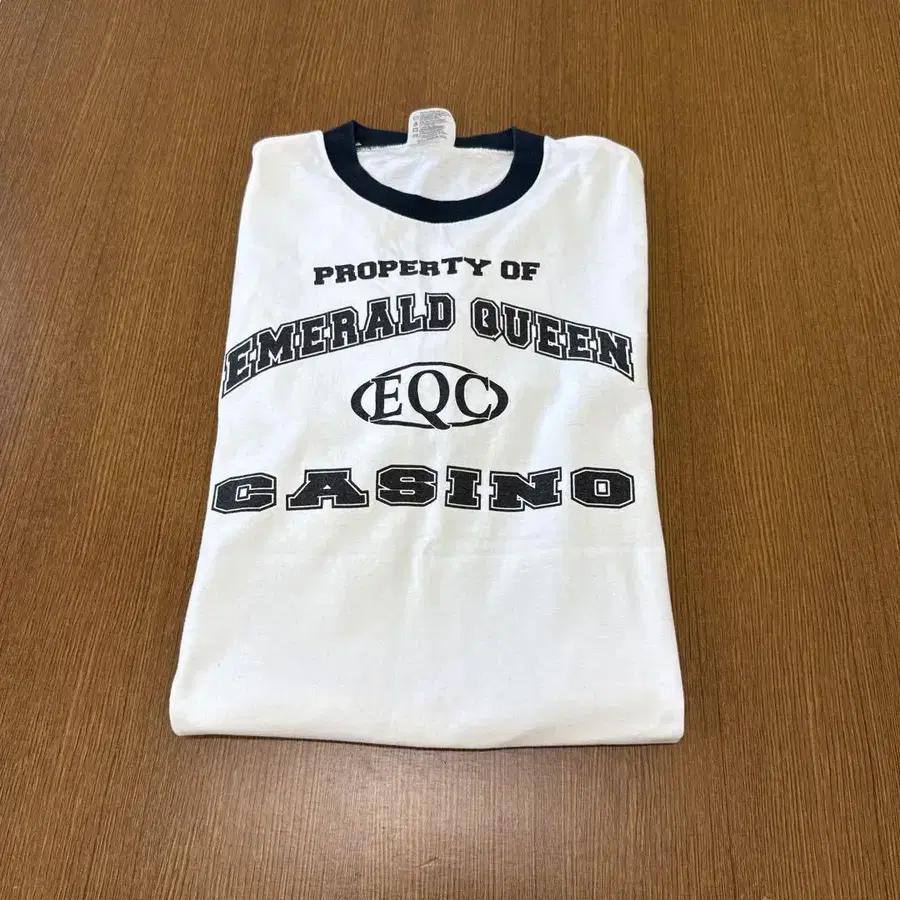 PROPERTY OF
EMERALD QUEEN
EQC
CASINO